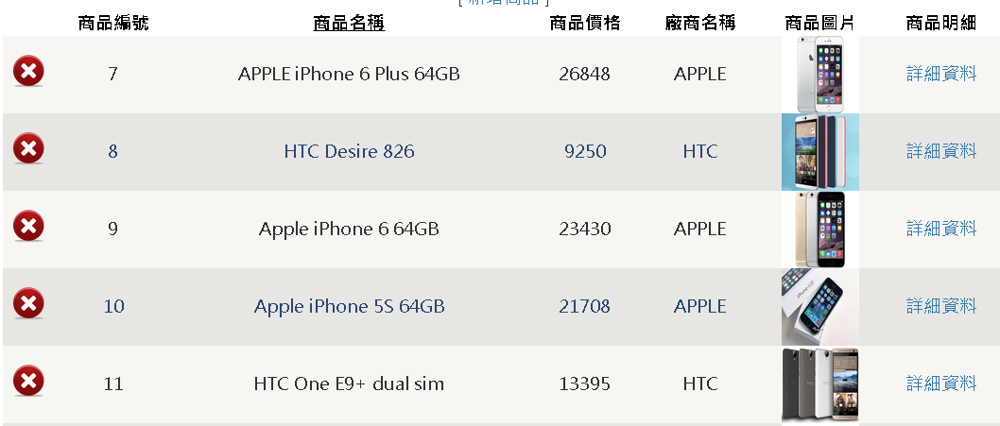 [ 新增商品 ]
商品編號 商品名稱 商品價格 廠商名稱 商品圖片 商品明細
7 APPLE iPhone 6 Plus 64GB 26848 APPLE 詳細資料
8 HTC Desire 826 9250 HTC 詳細資料
9 Apple iPhone 6 64GB 23430 APPLE 詳細資料
10 Apple iPhone 5S 64GB 21708 APPLE 詳細資料
11 HTC One E9+ dual sim 13395 HTC 詳細資料